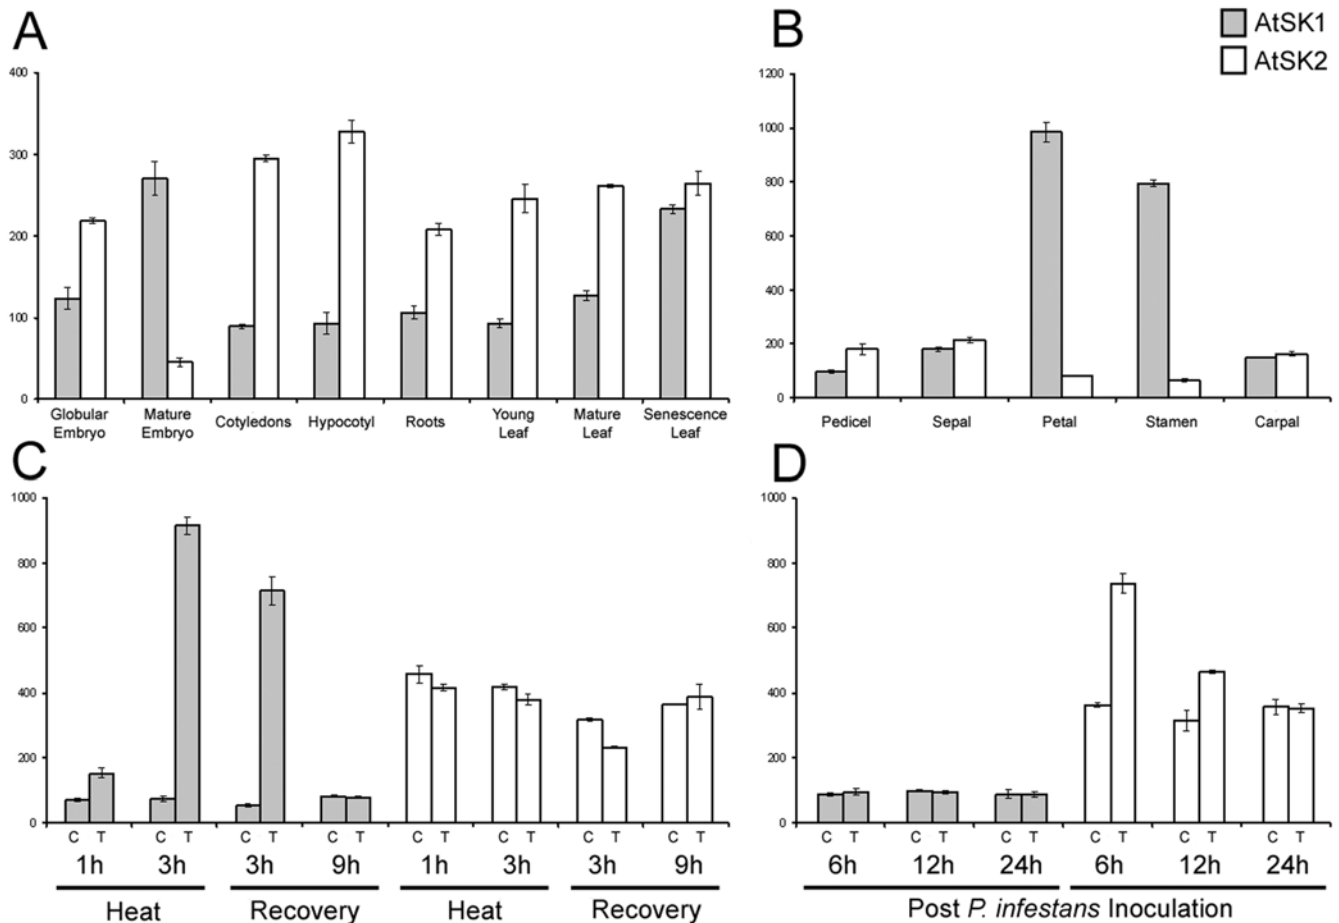 A
B
AtSK1
AtSK2
400
300
200
100
0
Globular Embryo
Mature Embryo
Cotyledons
Hypocotyl
Roots
Young Leaf
Mature Leaf
Senescence Leaf
1200
1000
800
600
400
200
0
Pedicel
Sepal
Petal
Stamen
Carpal
C
D
1000
800
600
400
200
0
C T C T C T C T C T C T C T C T
1h 3h 3h 9h 1h 3h 3h 9h
Heat Recovery Heat Recovery
1000
800
600
400
200
0
C T C T C T C T C T C T
6h 12h 24h 6h 12h 24h
Post P. infestans Inoculation